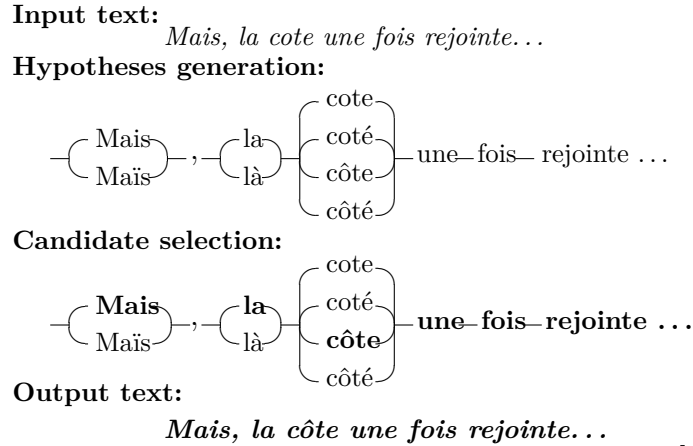 Input text:
Mais, la cote une fois rejointe...
Hypotheses generation:
cote
Mais la coté
, une fois rejointe ...
Maïs là côte
côté
Candidate selection:
cote
Mais la coté
, une fois rejointe ...
Maïs là côte
côté
Output text:
Mais, la côte une fois rejointe...